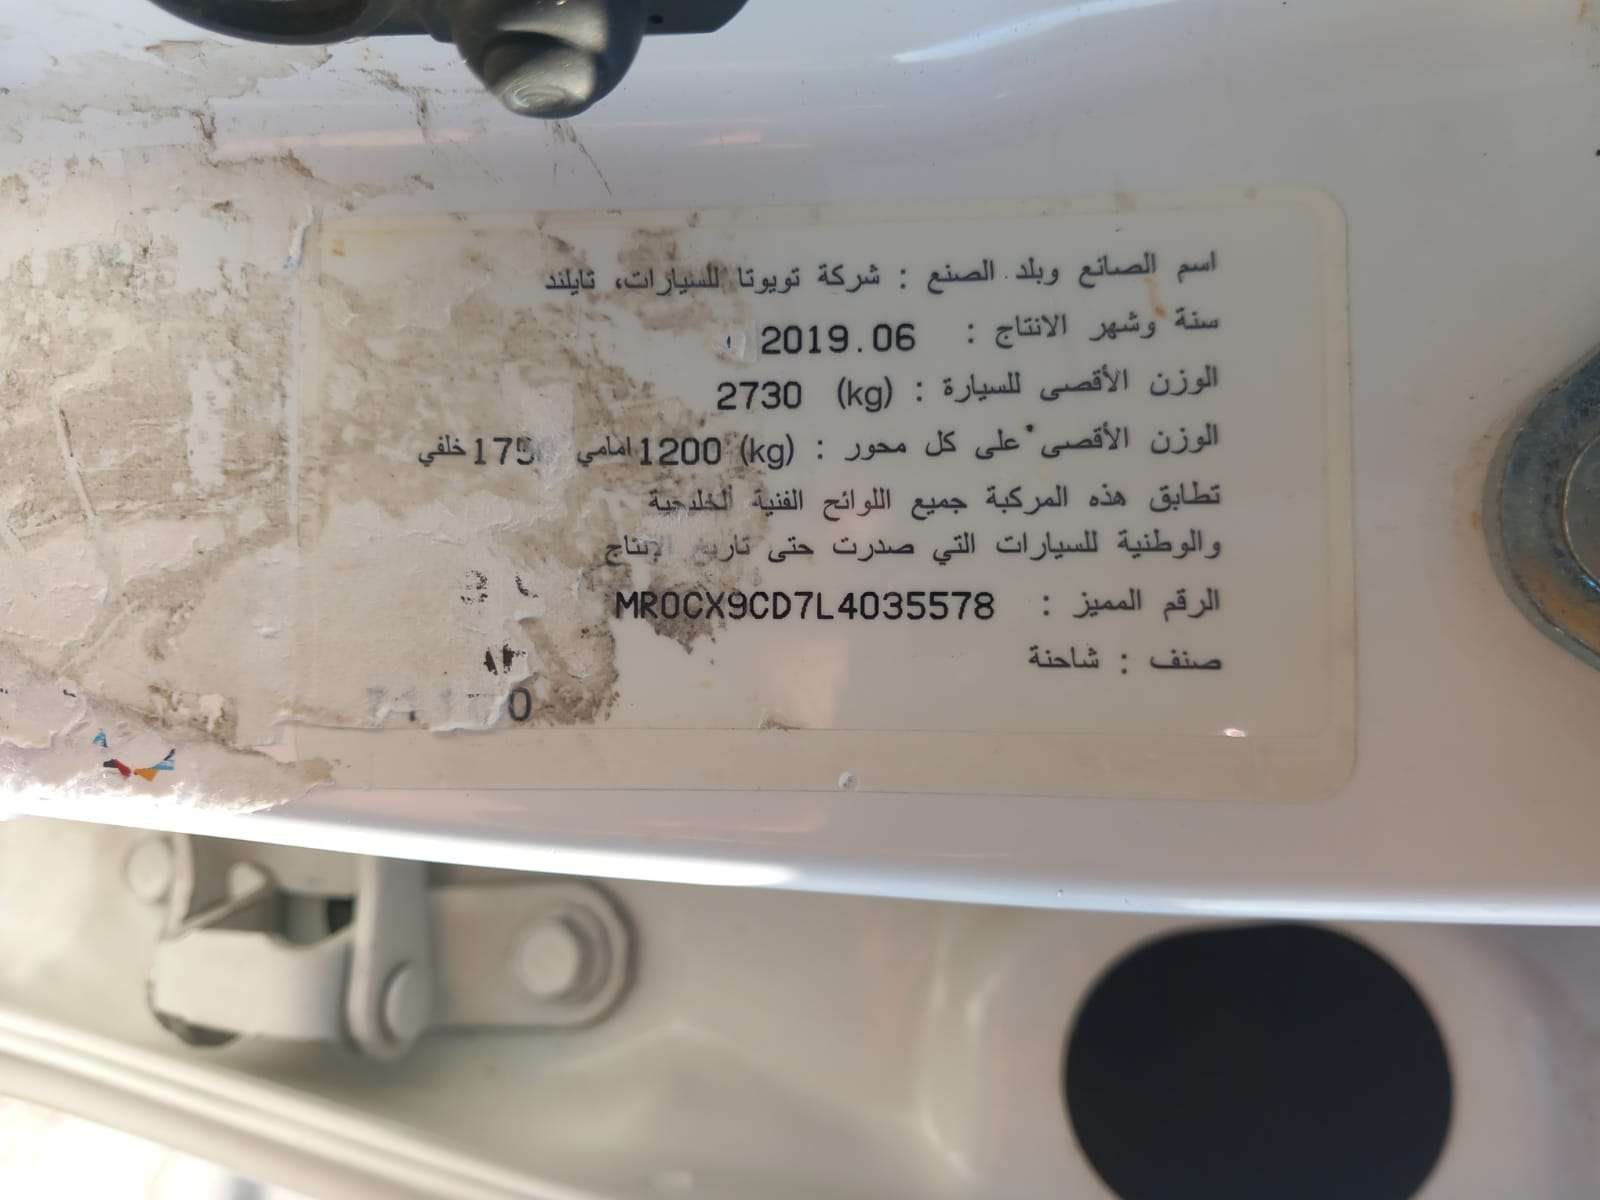 اسم الصانع وبلد الصنع : شركة تويوتا للسيارات، تايلند
سنة وشهر الانتاج : 2019.06
الوزن الأقصى للسيارة : (kg) 2730
الوزن الأقصى على كل محور : (kg) 1200 امامي خلفي
تطابق هذه المركبة جميع اللوائح الفنية الخليجية
والوطنية للسيارات التي صدرت حتى تاريخ الإنتاج
الرقم المميز : MR0CX9CD7L4035578
صنف : شاحنة